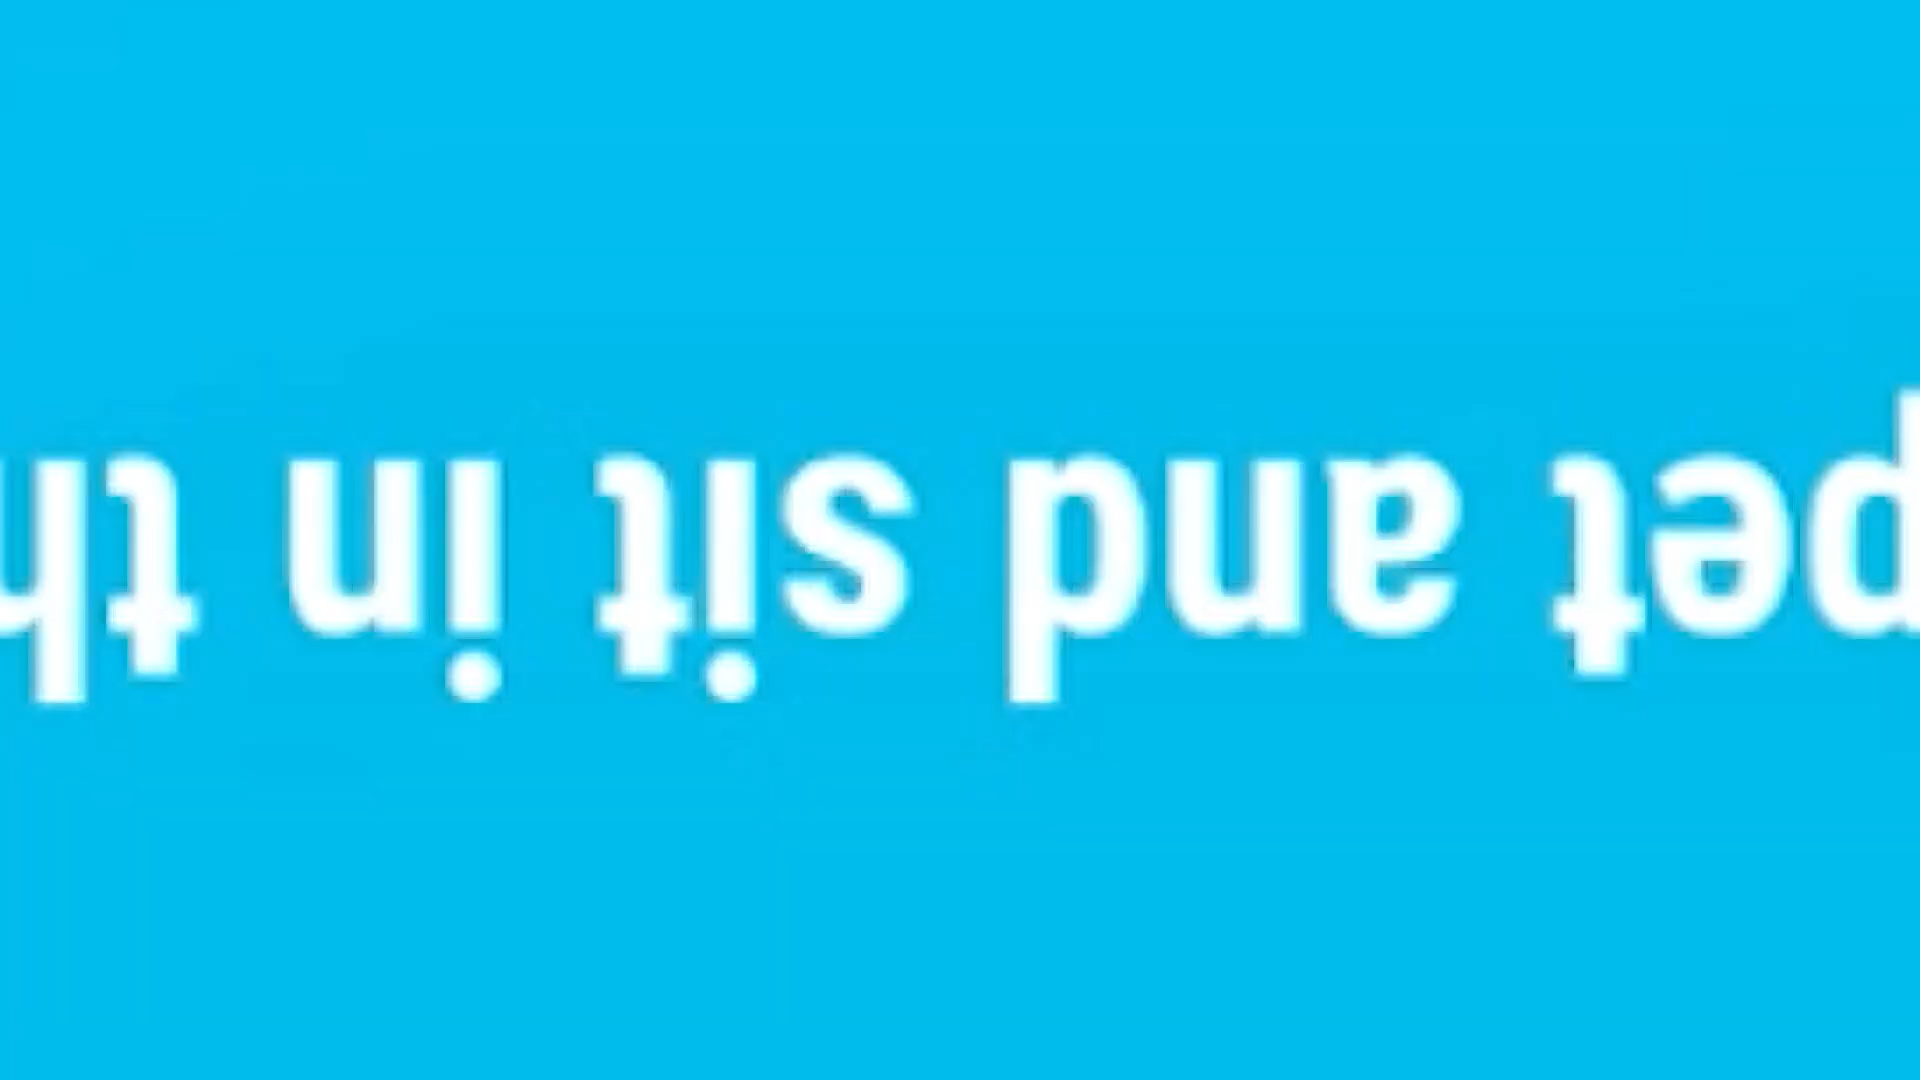 pet and sit in th